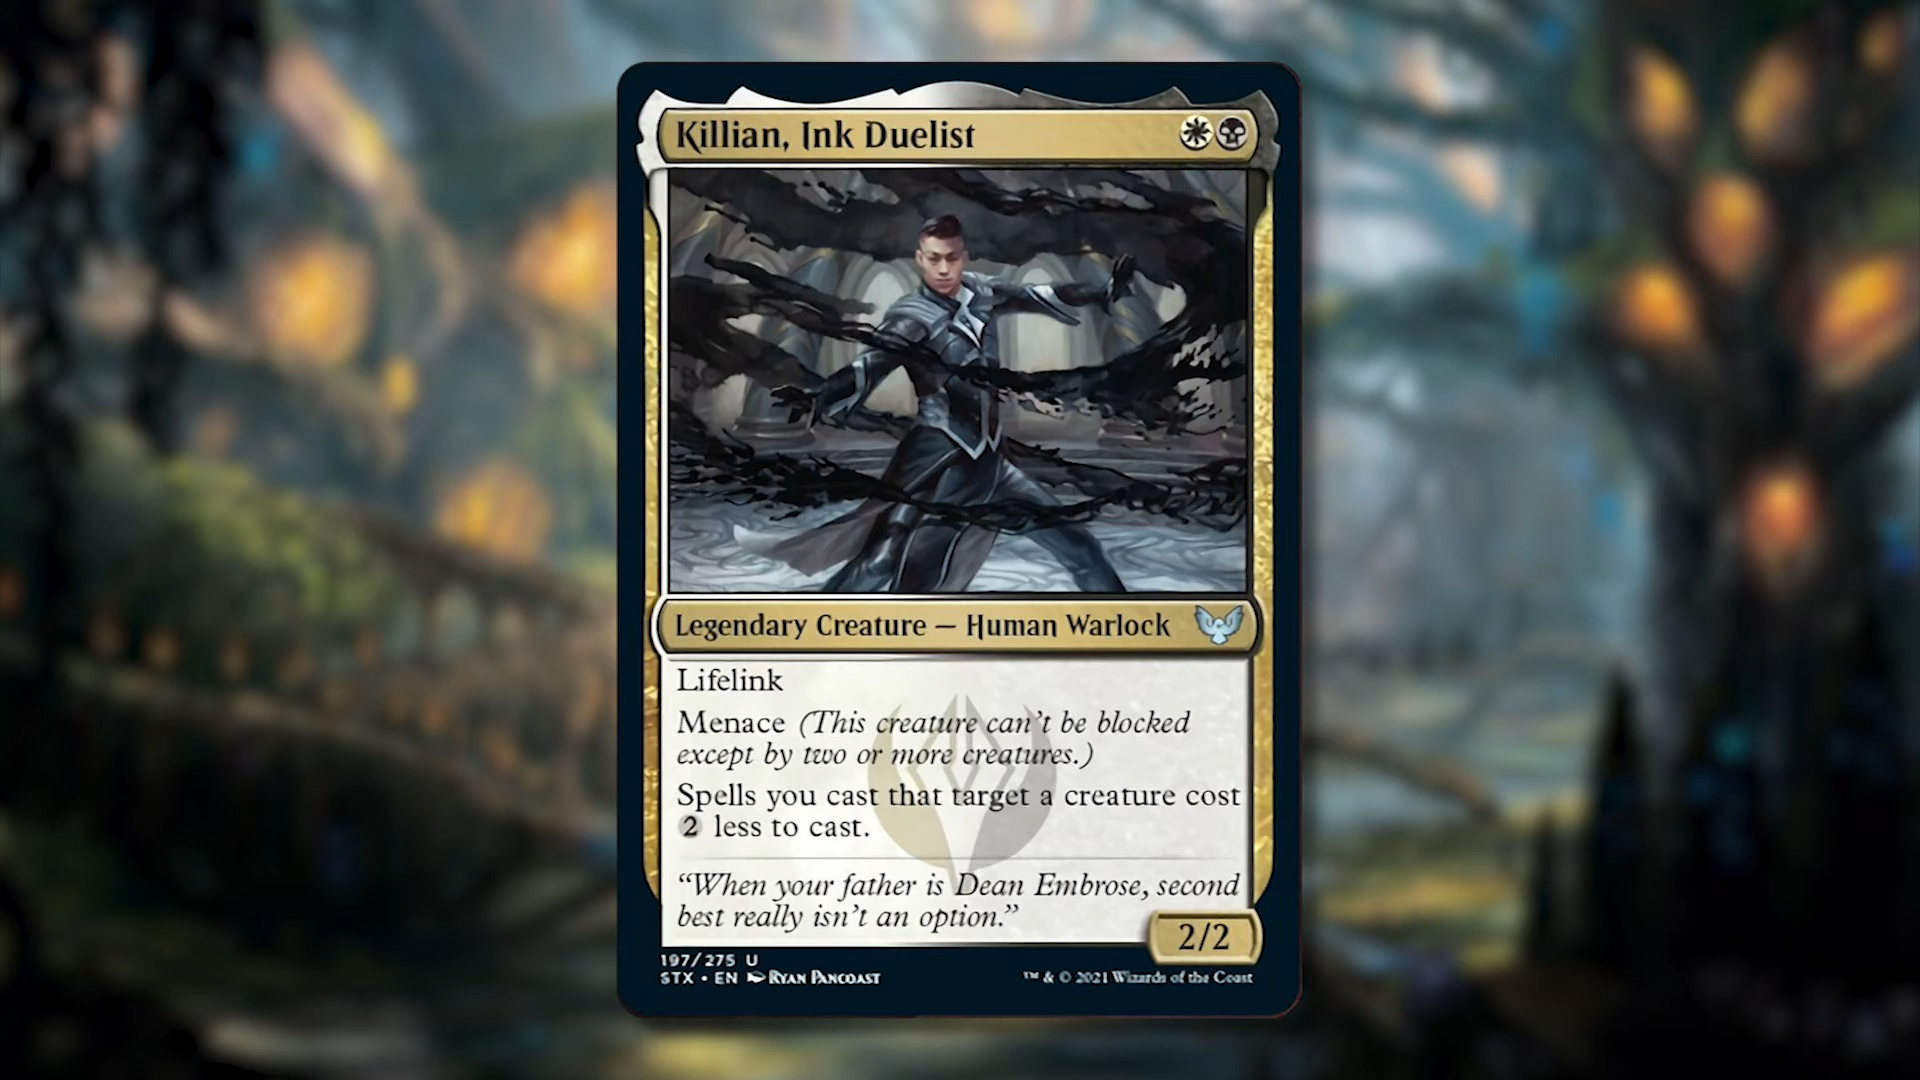 Killian, Ink Duelist
Legendary Creature — Human Warlock
Lifelink
Menace (This creature can't be blocked
except by two or more creatures.)
Spells you cast that target a creature cost
2 less to cast.
“When your father is Dean Embrose, second
best really isn't an option.”
2/2
197/275 U
STX • EN Ryan Pancoast
™ & © 2021 Wizards of the Coast